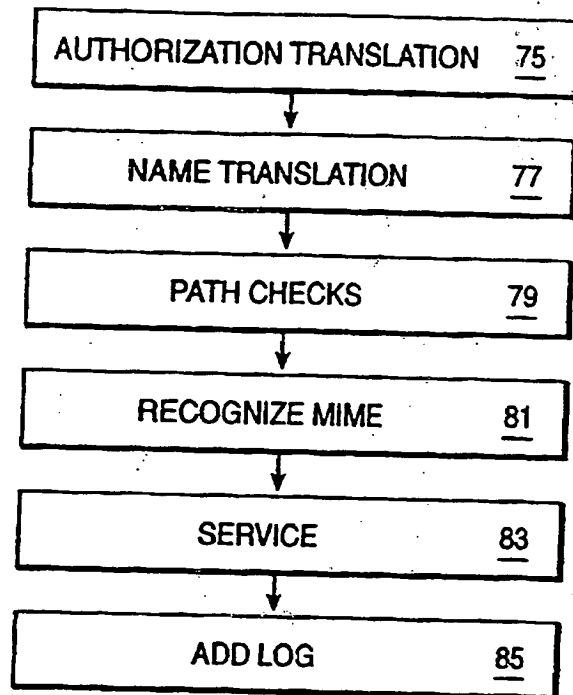 AUTHORIZATION TRANSLATION 75
NAME TRANSLATION 77
PATH CHECKS 79
RECOGNIZE MIME 81
SERVICE 83
ADD LOG 85